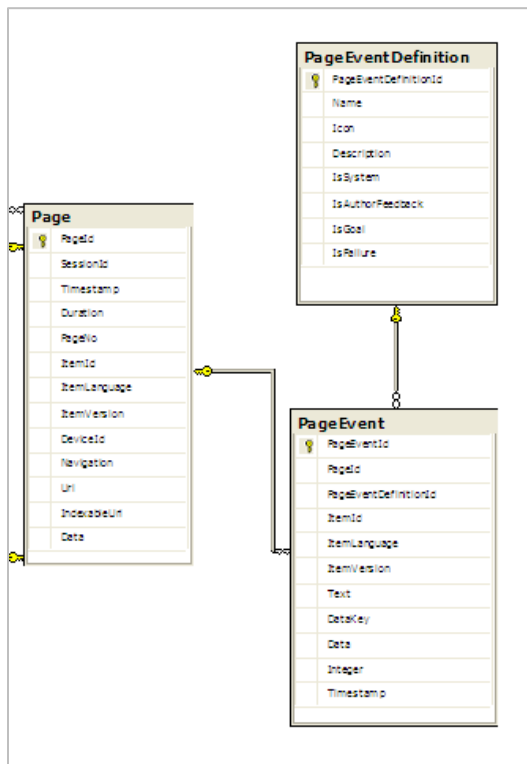 PageEventDefinition
PageEventDefinitionId
Name
Icon
Description
IsSystem
IsAuthorFeedback
IsGoal
IsFailure
Page
PageId
SessionId
Timestamp
Duration
PageNo
ItemId
ItemLanguage
ItemVersion
DeviceId
Navigation
Url
IndexableUrl
Data
PageEvent
PageEventId
PageId
PageEventDefinitionId
ItemId
ItemLanguage
ItemVersion
Text
DataKey
Data
Integer
Timestamp